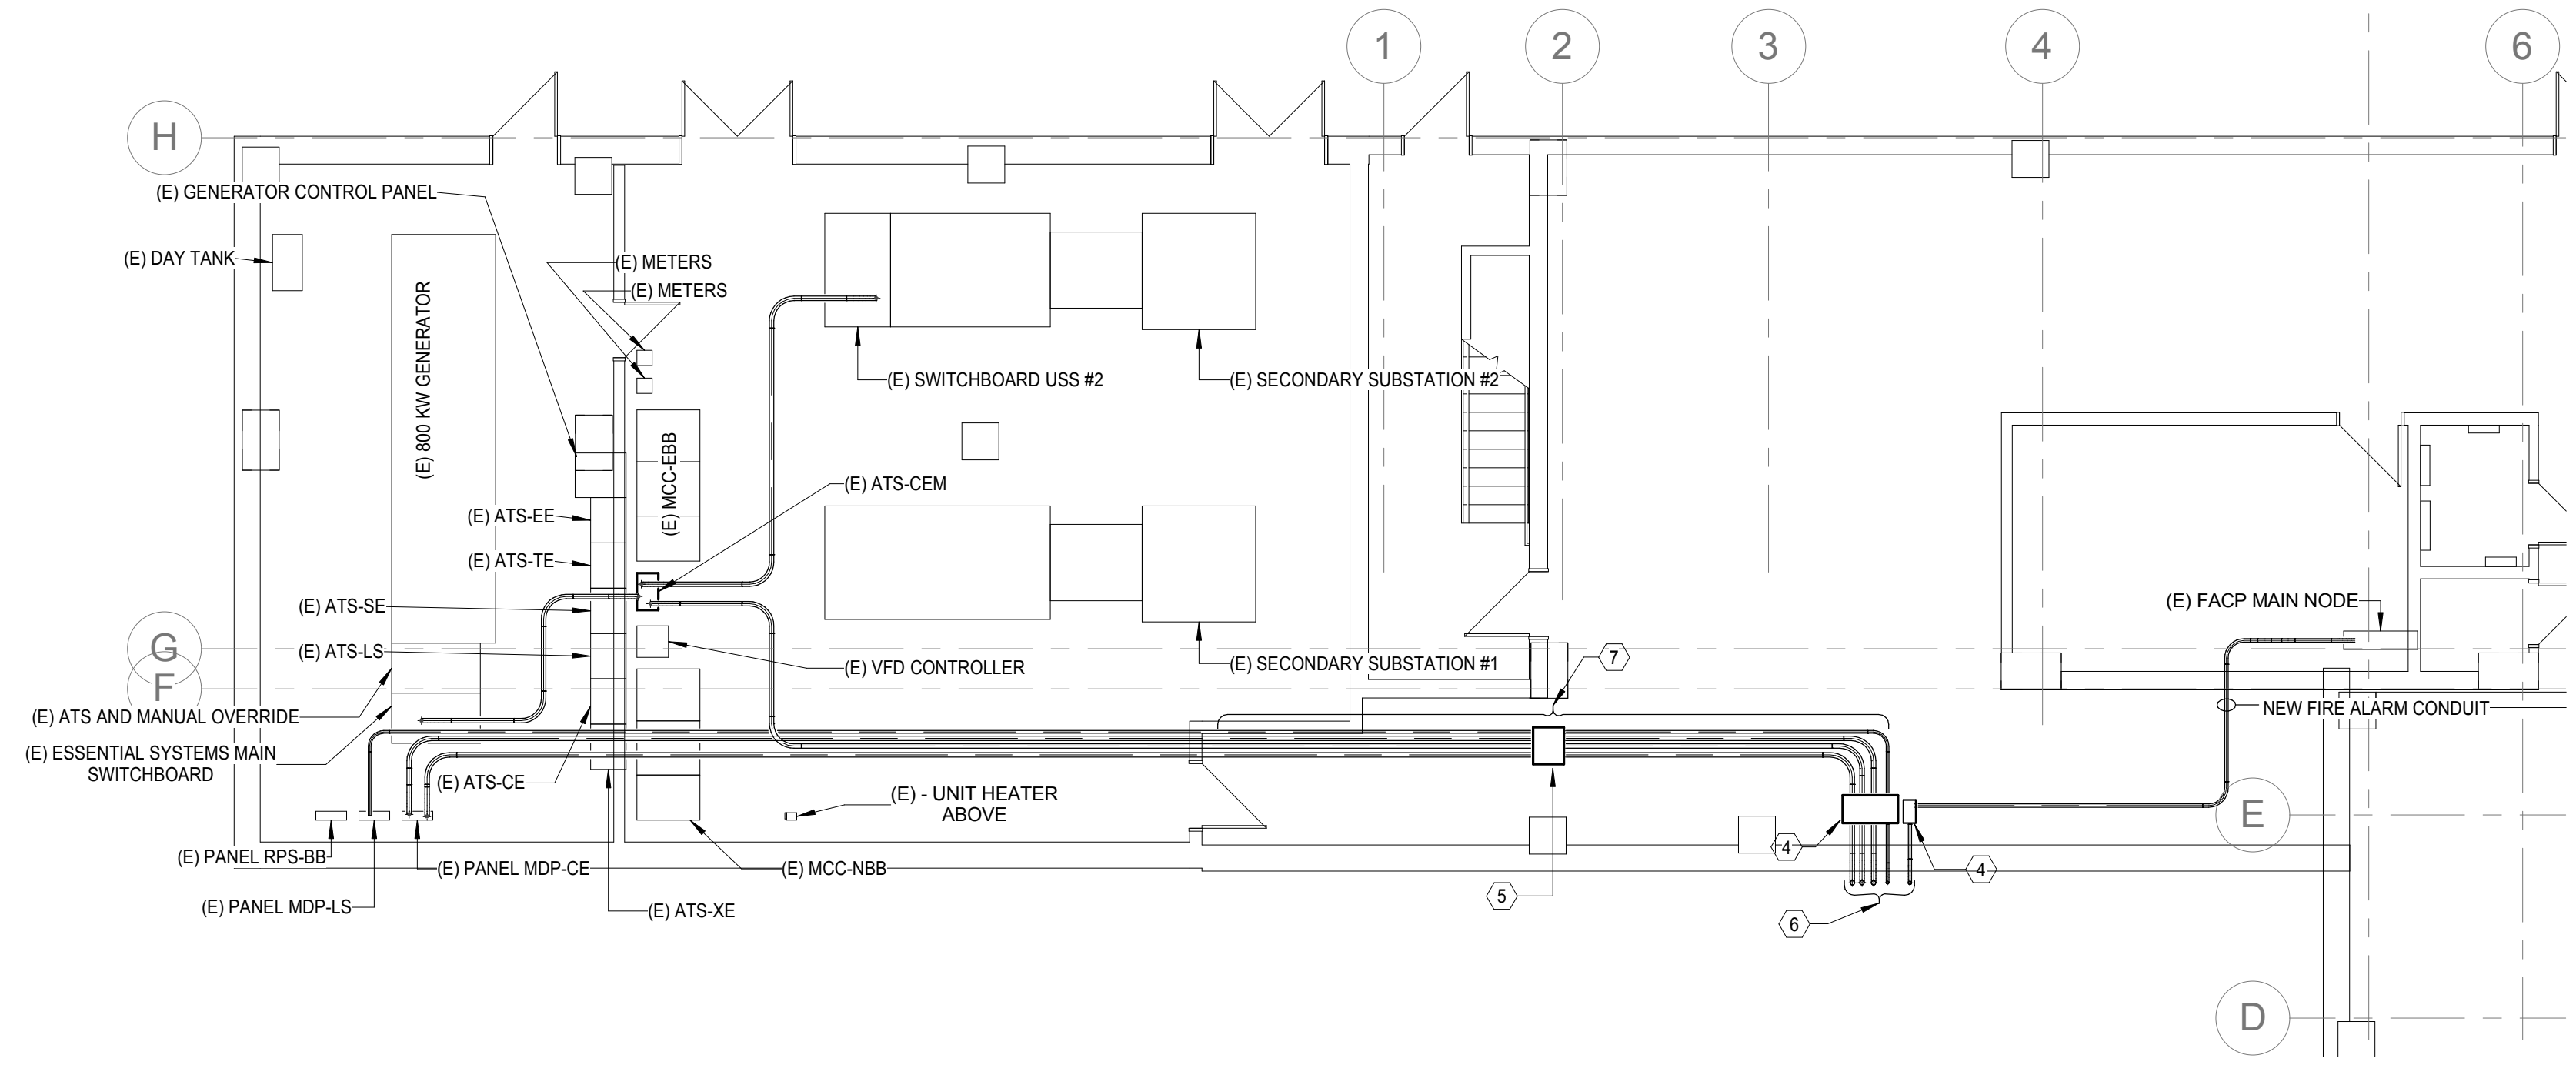 1
2
3
4
6
H
(E) GENERATOR CONTROL PANEL
(E) DAY TANK
(E) METERS
(E) METERS
(E) 800 KW GENERATOR
(E) SWITCHBOARD USS #2
(E) SECONDARY SUBSTATION #2
(E) MCC-EBB
(E) ATS-CEM
(E) ATS-EE
(E) ATS-TE
(E) ATS-SE
(E) FACP MAIN NODE
G
(E) ATS-LS
(E) VFD CONTROLLER
(E) SECONDARY SUBSTATION #1
7
F
(E) ATS AND MANUAL OVERRIDE
NEW FIRE ALARM CONDUIT
(E) ESSENTIAL SYSTEMS MAIN
SWITCHBOARD
(E) ATS-CE
(E) - UNIT HEATER
ABOVE
E
(E) PANEL RPS-BB
(E) PANEL MDP-CE
(E) MCC-NBB
4
4
5
(E) PANEL MDP-LS
(E) ATS-XE
6
D